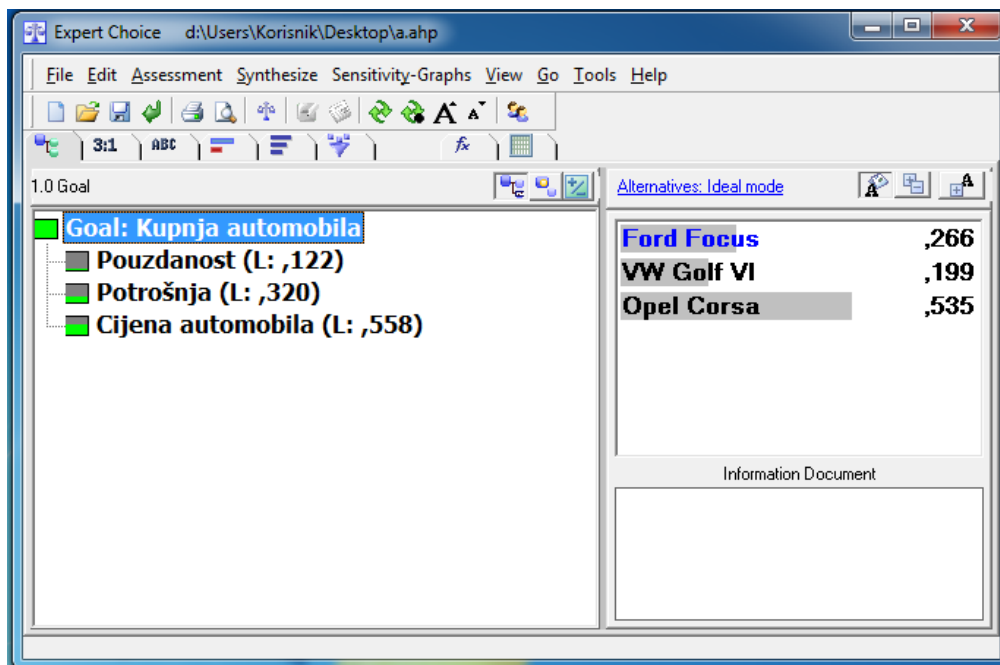 Expert Choice d:\Users\Korisnik\Desktop\a.ahp
File Edit Assessment Synthesize Sensitivity-Graphs View Go Tools Help
A A
3:1 ABC fx
1.0 Goal
Goal: Kupnja automobila
Pouzdanost (L: ,122)
Potrošnja (L: ,320)
Cijena automobila (L: ,558)
Alternatives: Ideal mode
A A
Ford Focus ,266
VW Golf VI ,199
Opel Corsa ,535
Information Document